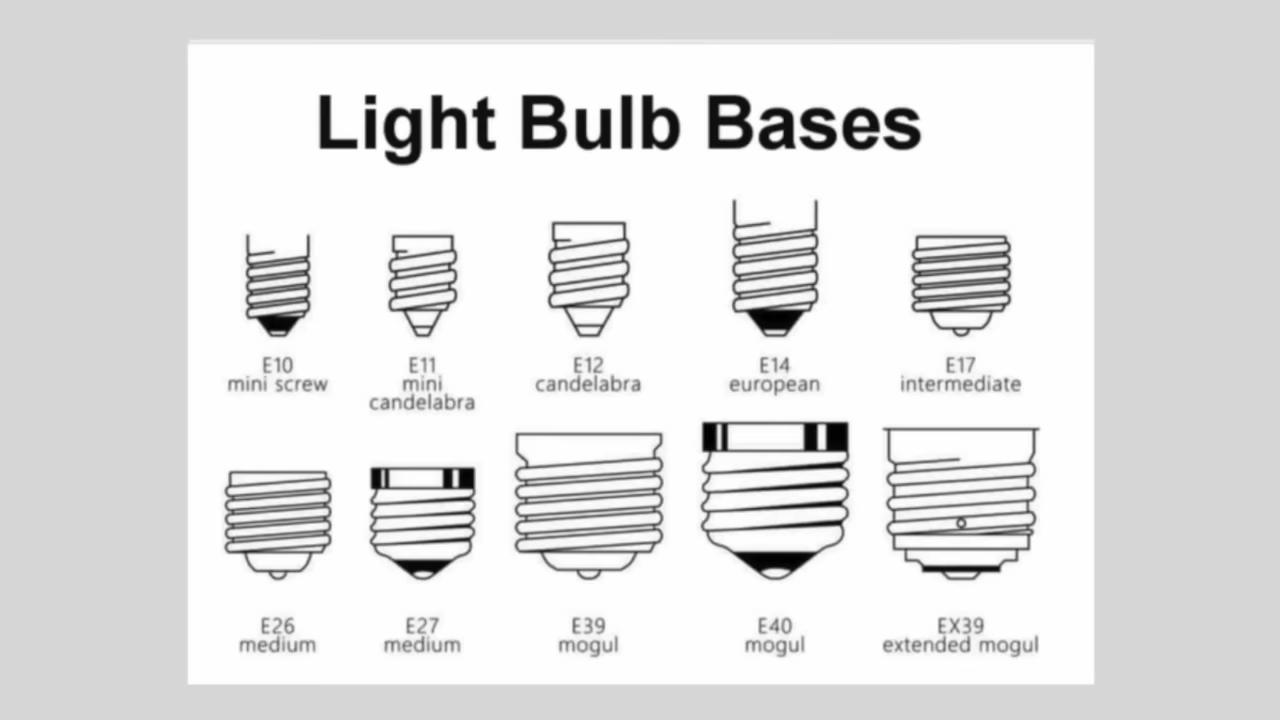 Light Bulb Bases
E10
mini screw
E11
mini
candelabra
E12
candelabra
E14
european
E17
intermediate
E26
medium
E27
medium
E39
mogul
E40
mogul
EX39
extended mogul